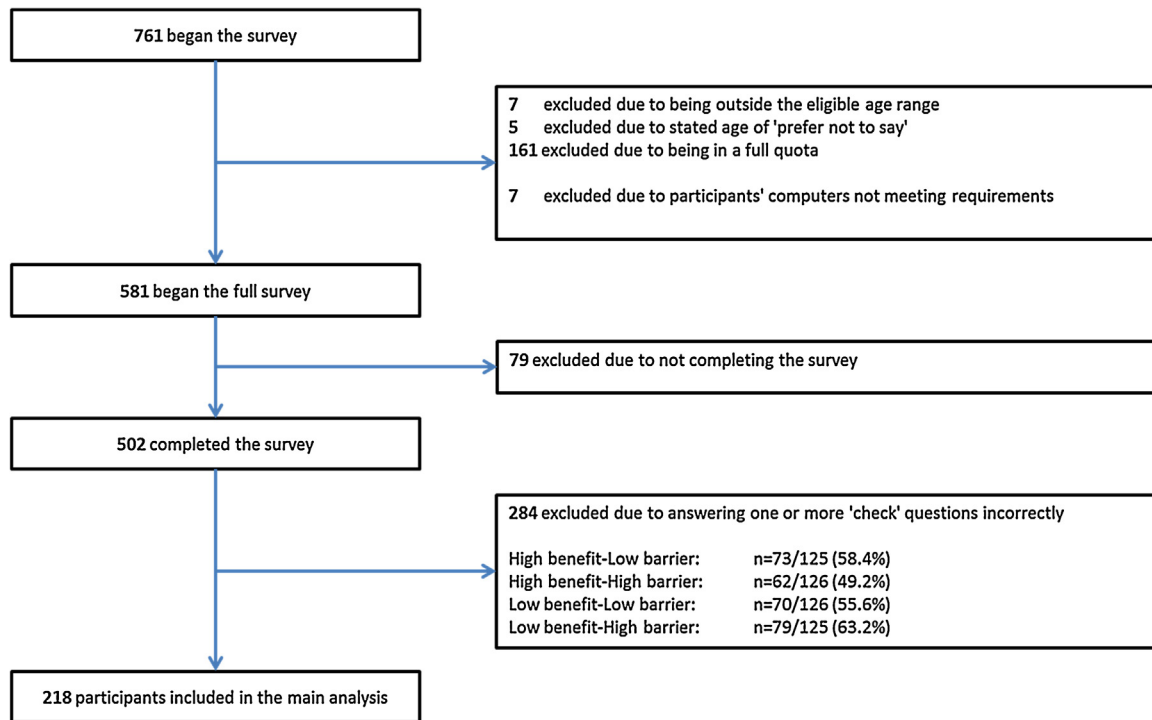 761 began the survey
7 excluded due to being outside the eligible age range
5 excluded due to stated age of 'prefer not to say'
161 excluded due to being in a full quota
7 excluded due to participants' computers not meeting requirements
581 began the full survey
79 excluded due to not completing the survey
502 completed the survey
284 excluded due to answering one or more 'check' questions incorrectly
High benefit-Low barrier: n=73/125 (58.4%)
High benefit-High barrier: n=62/126 (49.2%)
Low benefit-Low barrier: n=70/126 (55.6%)
Low benefit-High barrier: n=79/125 (63.2%)
218 participants included in the main analysis